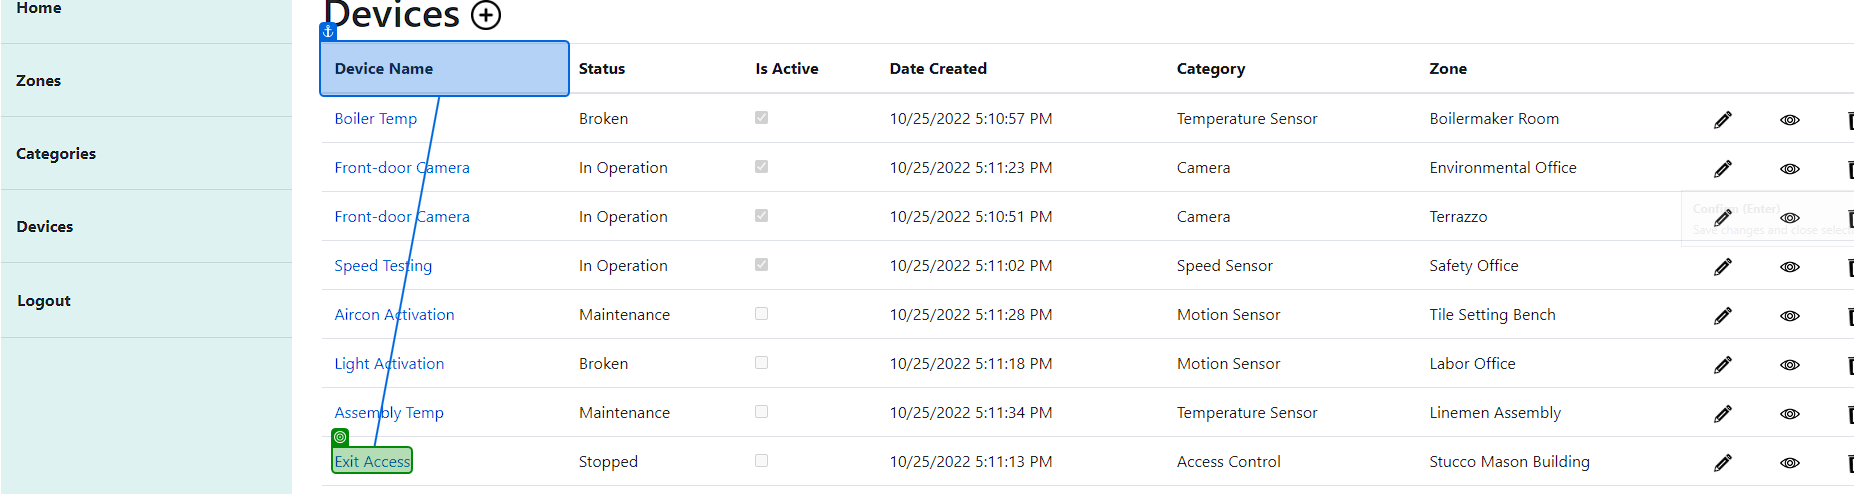 Home
Zones
Categories
Devices
Logout
Devices
Device Name Status Is Active Date Created Category Zone
Boiler Temp Broken 10/25/2022 5:10:57 PM Temperature Sensor Boilermaker Room
Front-door Camera In Operation 10/25/2022 5:11:23 PM Camera Environmental Office
Front-door Camera In Operation 10/25/2022 5:10:51 PM Camera Terrazzo
Confirm (Enter)
Save changes and close select
Speed Testing In Operation 10/25/2022 5:11:02 PM Speed Sensor Safety Office
Aircon Activation Maintenance 10/25/2022 5:11:28 PM Motion Sensor Tile Setting Bench
Light Activation Broken 10/25/2022 5:11:18 PM Motion Sensor Labor Office
Assembly Temp Maintenance 10/25/2022 5:11:34 PM Temperature Sensor Linemen Assembly
Exit Access Stopped 10/25/2022 5:11:13 PM Access Control Stucco Mason Building